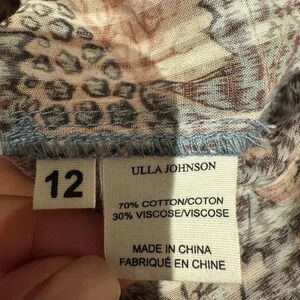 12
ULLA JOHNSON
70% COTTON/COTON
30% VISCOSE/VISCOSE
MADE IN CHINA
FABRIQUÉ EN CHINE